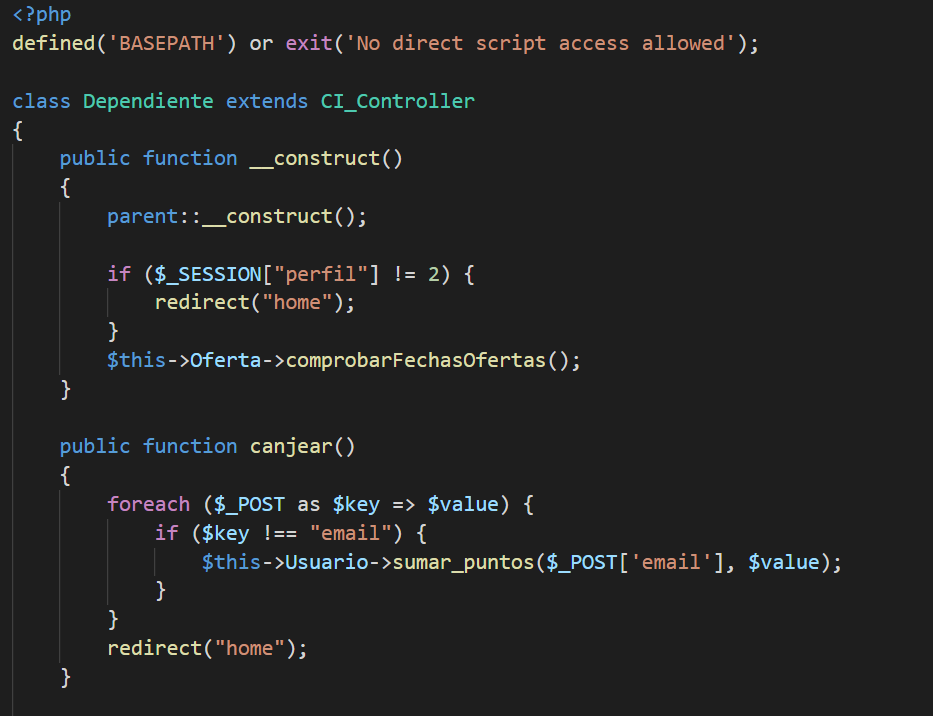 <?php
defined('BASEPATH') or exit('No direct script access allowed');
class Dependiente extends CI_Controller
{
public function __construct()
{
parent::__construct();
if ($_SESSION["perfil"] != 2) {
redirect("home");
}
$this->Oferta->comprobarFechasOfertas();
}
public function canjear()
{
foreach ($_POST as $key => $value) {
if ($key !== "email") {
$this->Usuario->sumar_puntos($_POST['email'], $value);
}
}
redirect("home");
}